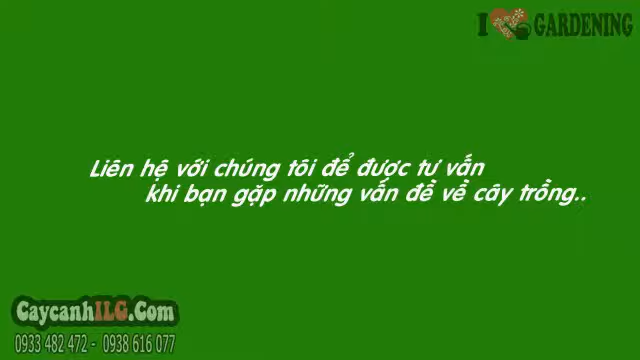 I GARDENING
Liên hệ với chúng tôi để được tư vấn
khi bạn gặp những vấn đề về cây trồng..
CaycanhILG.Com
0933 482 472 - 0938 616 077